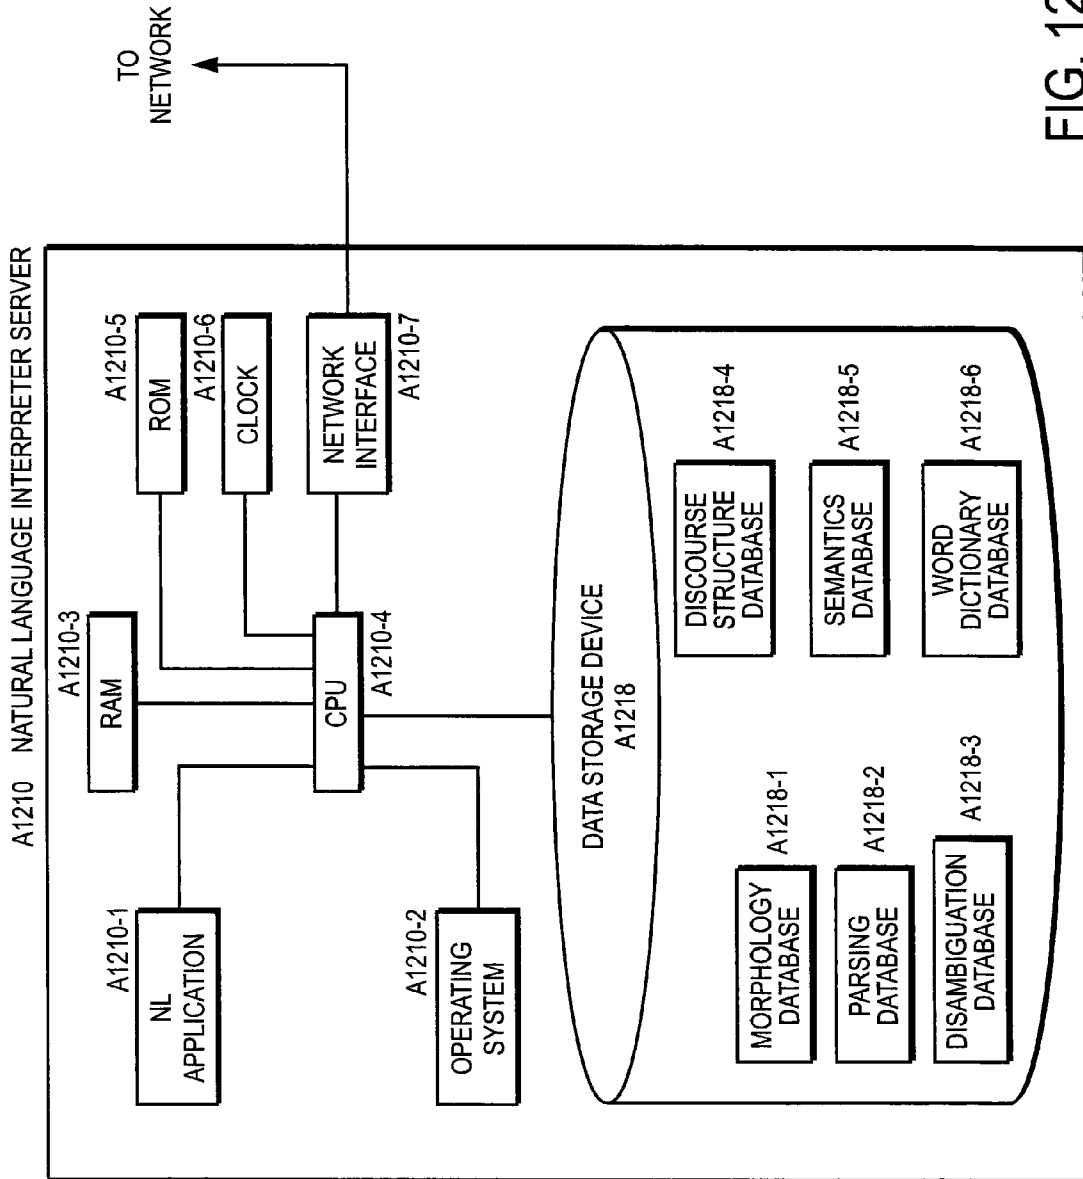 A1210 NATURAL LANGUAGE INTERPRETER SERVER
TO
NETWORK
A1210-1
NL
APPLICATION
A1210-2
OPERATING
SYSTEM
A1210-3
RAM
CPU
A1210-4
A1210-5
ROM
A1210-6
CLOCK
NETWORK
INTERFACE
A1210-7
DATA STORAGE DEVICE
A1218
MORPHOLOGY
DATABASE
A1218-1
PARSING
DATABASE
A1218-2
DISAMBIGUATION
DATABASE
A1218-3
DISCOURSE
STRUCTURE
DATABASE
A1218-4
SEMANTICS
DATABASE
A1218-5
WORD
DICTIONARY
DATABASE
A1218-6
FIG. 12